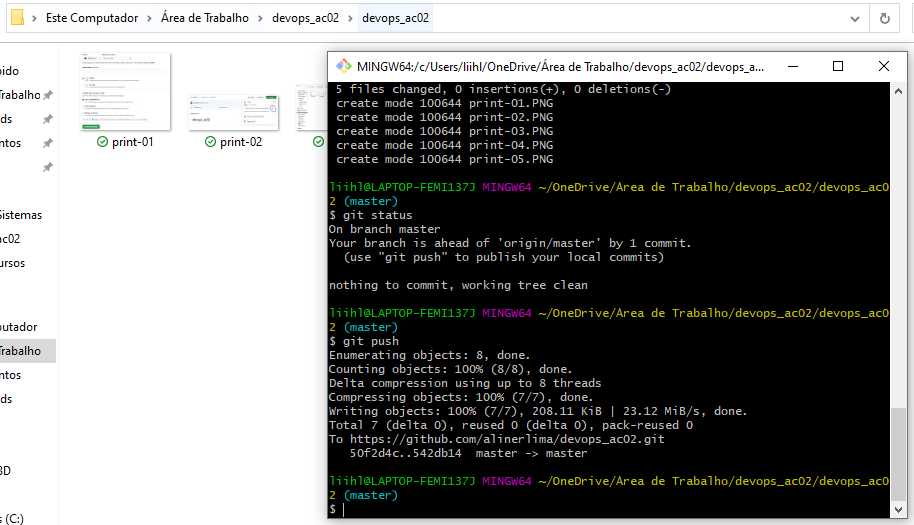 Este Computador > Área de Trabalho > devops_ac02 > devops_ac02
pido
Trabalho
ds
ntos
Sistemas
ac02
ursos
putador
Trabalho
ntos
ds
3D
s (C:)
print-01
print-02
MINGW64:/c/Users/liihl/OneDrive/Área de Trabalho/devops_ac02/devops_a...
5 files changed, 0 insertions(+), 0 deletions(-)
create mode 100644 print-01.PNG
create mode 100644 print-02.PNG
create mode 100644 print-03.PNG
create mode 100644 print-04.PNG
create mode 100644 print-05.PNG
liihl@LAPTOP-FEMI137J MINGW64 ~/OneDrive/Área de Trabalho/devops_ac02/devops_ac0
2 (master)
$ git status
On branch master
Your branch is ahead of 'origin/master' by 1 commit.
(use "git push" to publish your local commits)
nothing to commit, working tree clean
liihl@LAPTOP-FEMI137J MINGW64 ~/OneDrive/Área de Trabalho/devops_ac02/devops_ac0
2 (master)
$ git push
Enumerating objects: 8, done.
Counting objects: 100% (8/8), done.
Delta compression using up to 8 threads
Compressing objects: 100% (7/7), done.
Writing objects: 100% (7/7), 208.11 KiB | 23.12 MiB/s, done.
Total 7 (delta 0), reused 0 (delta 0), pack-reused 0
To https://github.com/alinerlima/devops_ac02.git
50f2d4c..542db14 master -> master
liihl@LAPTOP-FEMI137J MINGW64 ~/OneDrive/Área de Trabalho/devops_ac02/devops_ac0
2 (master)
$